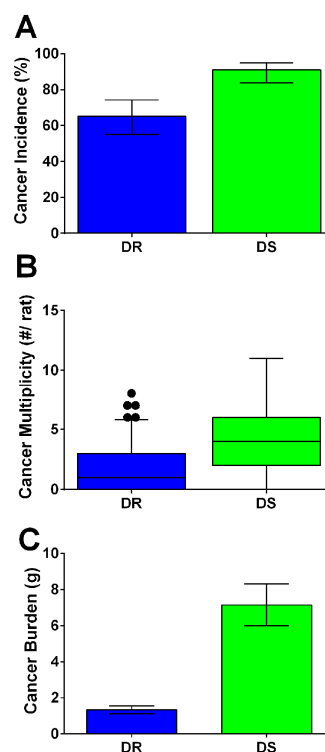 A
Cancer Incidence (%)
100
80
60
40
20
0
DR DS
B
Cancer Multiplicity (#/ rat)
15
10
5
0
DR DS
C
Cancer Burden (g)
10
8
6
4
2
0
DR DS